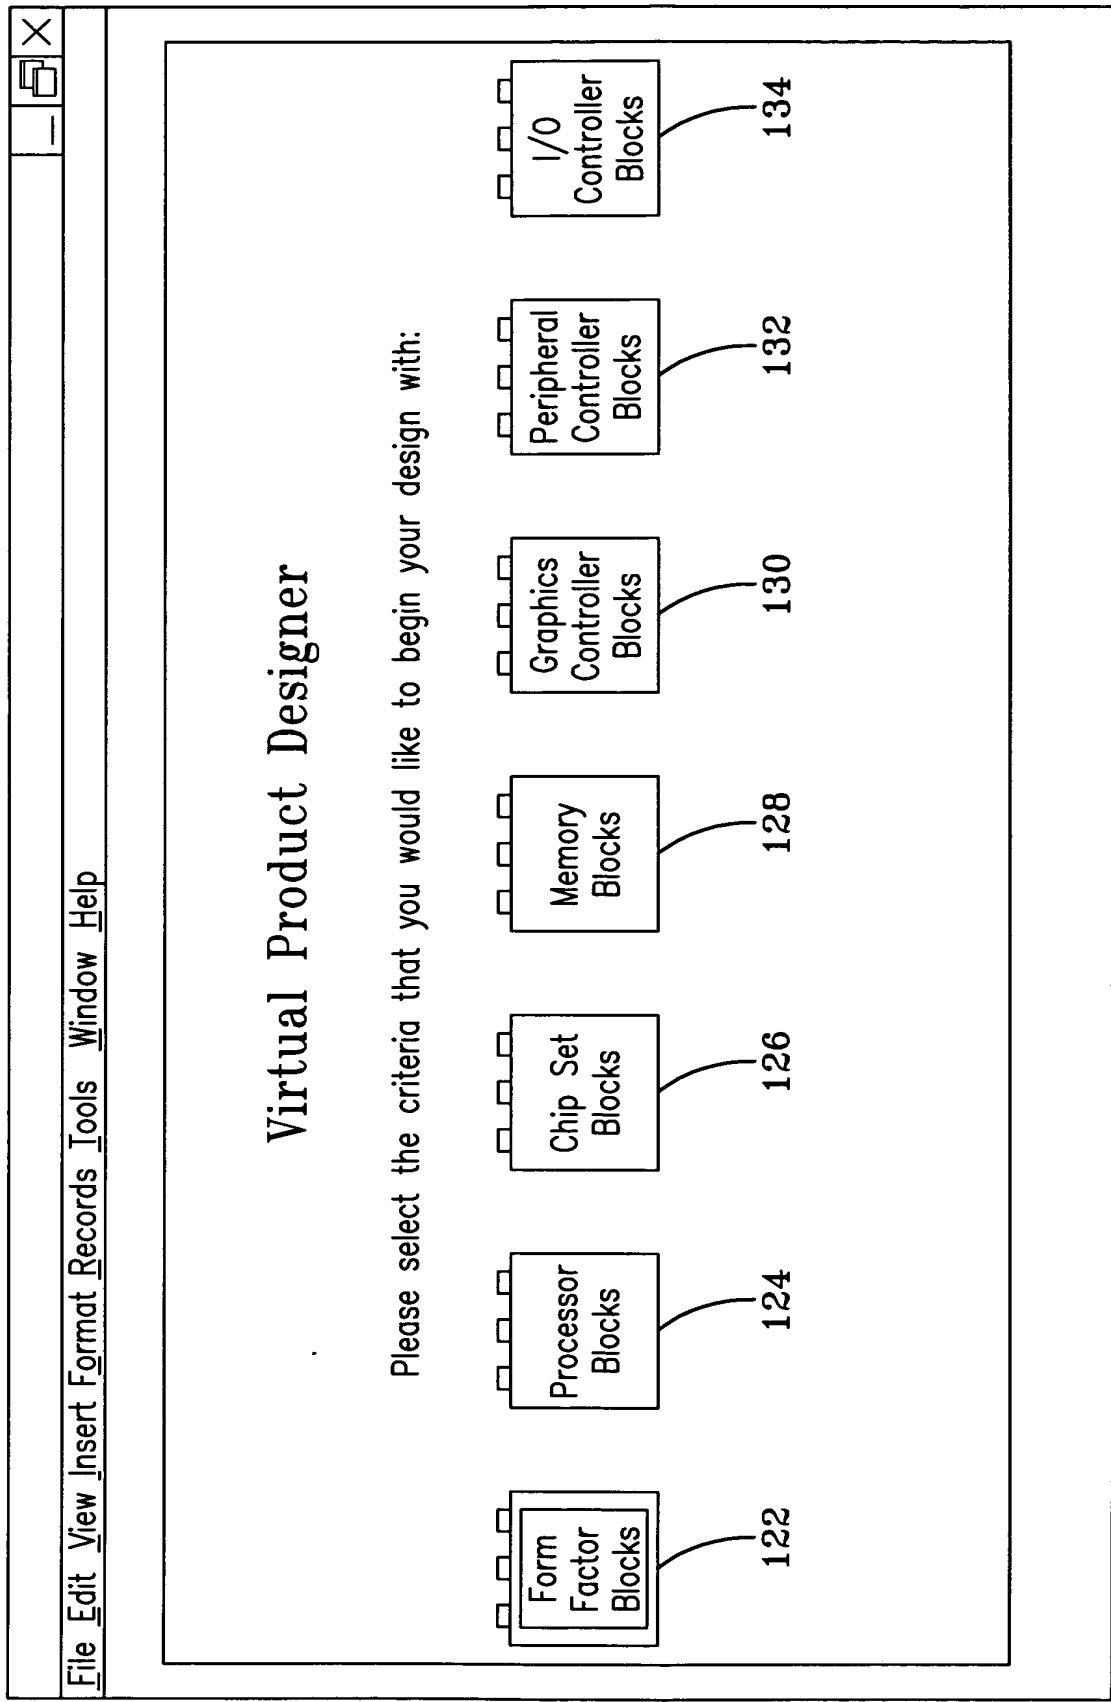 File Edit View Insert Format Records Tools Window Help
Virtual Product Designer
Please select the criteria that you would like to begin your design with:
Form
Factor
Blocks
122
Processor
Blocks
124
Chip Set
Blocks
126
Memory
Blocks
128
Graphics
Controller
Blocks
130
Peripheral
Controller
Blocks
132
I/O
Controller
Blocks
134